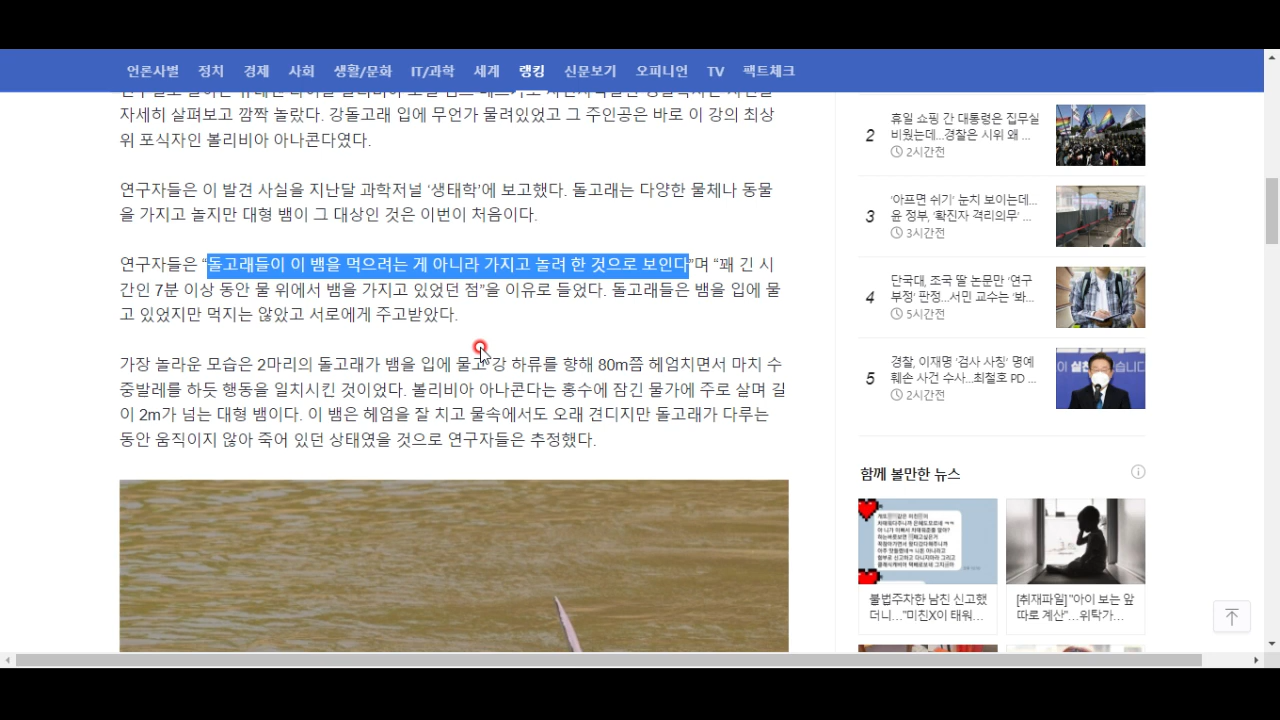 언론사별 정치 경제 사회 생활/문화 IT/과학 세계 랭킹 신문보기 오피니언 TV 팩트체크
자세히 살펴보고 깜짝 놀랐다. 강돌고래 입에 무언가 물려있었고 그 주인공은 바로 이 강의 최상
위 포식자인 볼리비아 아나콘다였다.
연구자들은 이 발견 사실을 지난달 과학저널 '생태학'에 보고했다. 돌고래는 다양한 물체나 동물
을 가지고 놀지만 대형 뱀이 그 대상인 것은 이번이 처음이다.
연구자들은 “돌고래들이 이 뱀을 먹으려는 게 아니라 가지고 놀려 한 것으로 보인다”며 “꽤 긴 시
간인 7분 이상 동안 물 위에서 뱀을 가지고 있었던 점”을 이유로 들었다. 돌고래들은 뱀을 입에 물
고 있었지만 먹지는 않았고 서로에게 주고받았다.
가장 놀라운 모습은 2마리의 돌고래가 뱀을 입에 물고 강 하류를 향해 80m쯤 헤엄치면서 마치 수
중발레를 하듯 행동을 일치시킨 것이었다. 볼리비아 아나콘다는 홍수에 잠긴 물가에 주로 살며 길
이 2m가 넘는 대형 뱀이다. 이 뱀은 헤엄을 잘 치고 물속에서도 오래 견디지만 돌고래가 다루는
동안 움직이지 않아 죽어 있던 상태였을 것으로 연구자들은 추정했다.
2
휴일 쇼핑 간 대통령은 집무실
비웠는데...경찰은 시위 왜 ...
2시간전
3
'아프면 쉬기' 눈치 보이는데...
윤 정부, '확진자 격리의무' ...
3시간전
4
단국대, 조국 딸 논문만 '연구
부정' 판정...서민 교수는 '봐...
5시간전
5
경찰, 이재명 '검사 사칭' 명예
훼손 사건 수사...최철호 PD ...
2시간전
함께 볼만한 뉴스
불법주차한 남친 신고했
더니..."미친X이 태워...
[취재파일] "아이 보는 앞
따로 계산"...위탁가...